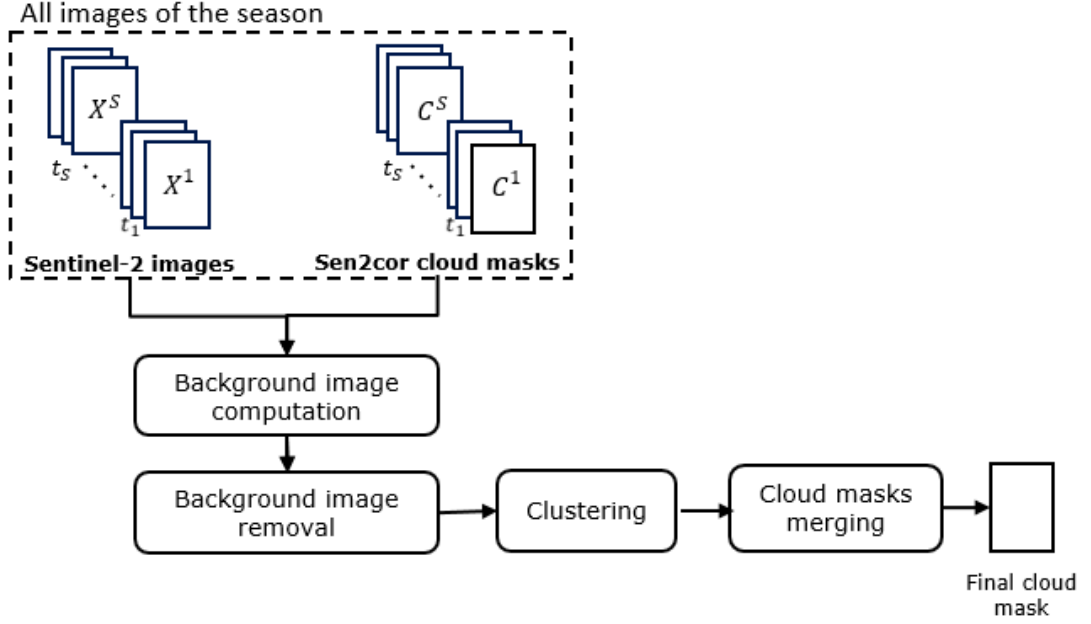 All images of the season
X^S
C^S
t_S
X^1
t_S
C^1
t_1
t_1
Sentinel-2 images
Sen2cor cloud masks
Background image
computation
Background image
removal
Clustering
Cloud masks
merging
Final cloud
mask